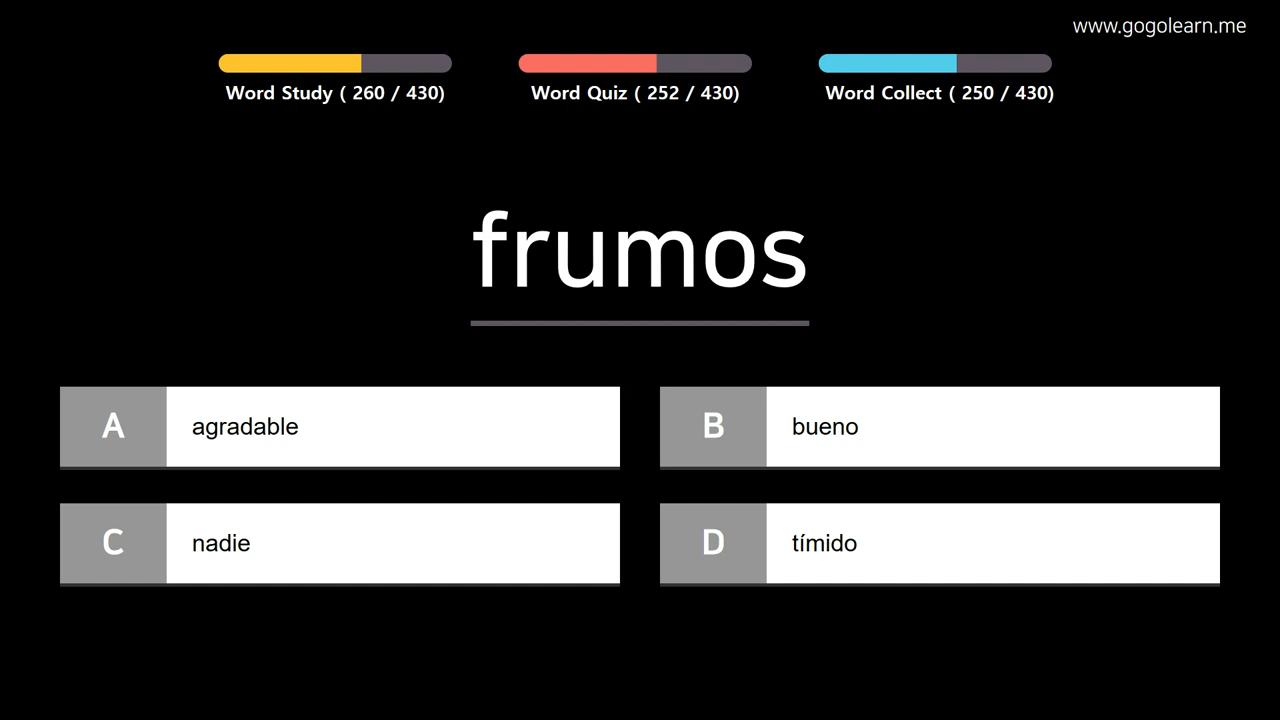 www.gogolearn.me
Word Study ( 260 / 430)
Word Quiz ( 252 / 430)
Word Collect ( 250 / 430)
frumos
A agradable
B bueno
C nadie
D tímido